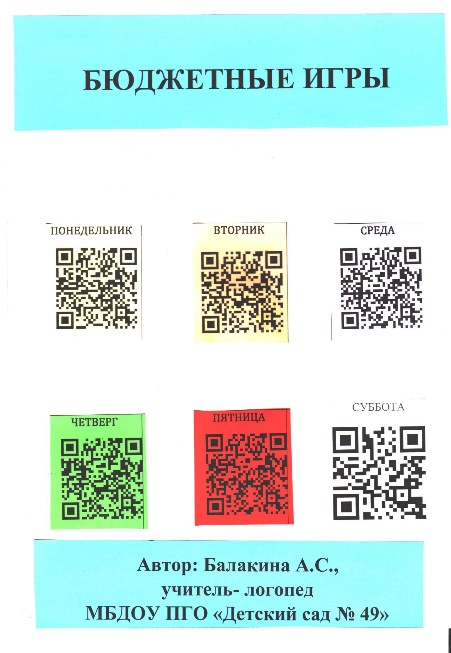 БЮДЖЕТНЫЕ ИГРЫ
ПОНЕДЕЛЬНИК
ВТОРНИК
СРЕДА
ЧЕТВЕРГ
ПЯТНИЦА
СУББОТА
Автор: Балакина А.С.,
учитель- логопед
МБДОУ ПГО «Детский сад № 49»